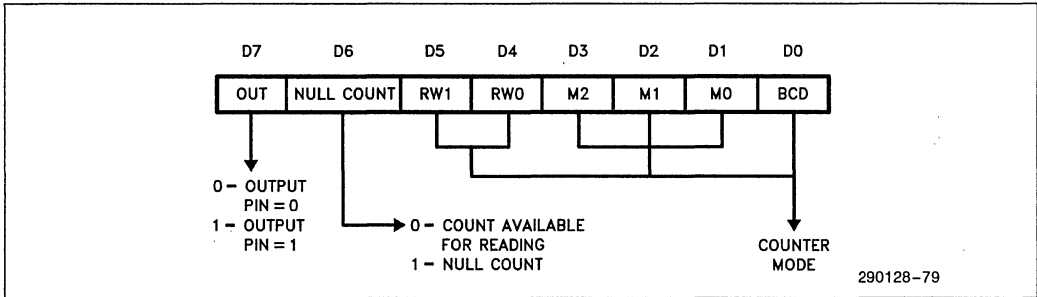 D7 D6 D5 D4 D3 D2 D1 D0
OUT NULL COUNT RW1 RW0 M2 M1 M0 BCD
0 – OUTPUT
PIN = 0
1 – OUTPUT
PIN = 1
0 – COUNT AVAILABLE
FOR READING
1 – NULL COUNT
COUNTER
MODE
290128–79